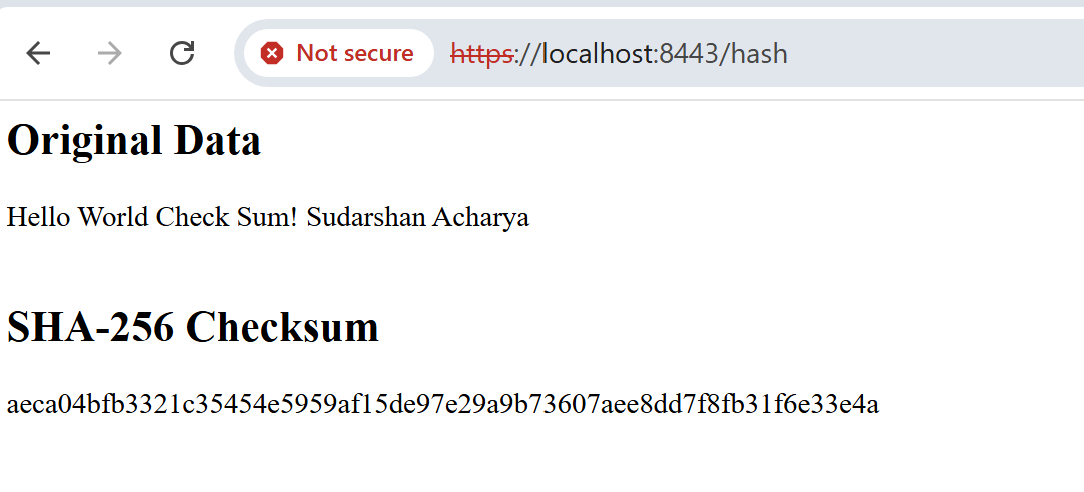 Not secure https://localhost:8443/hash
Original Data
Hello World Check Sum! Sudarshan Acharya
SHA-256 Checksum
aeca04bfb3321c35454e5959af15de97e29a9b73607aee8dd7f8fb31f6e33e4a